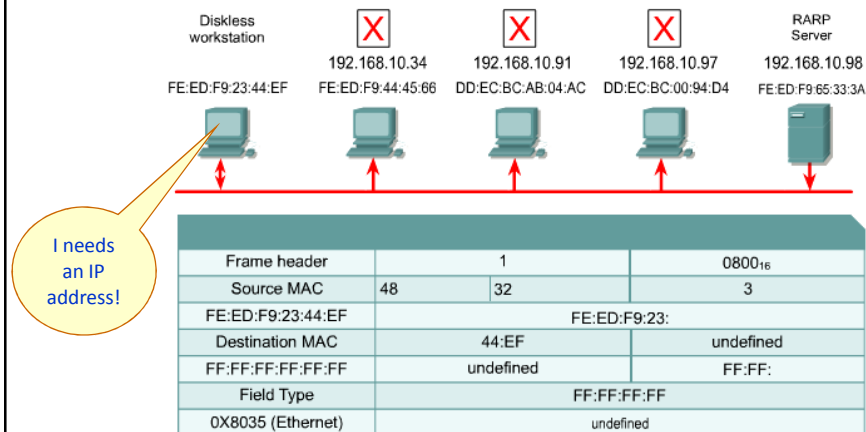 Diskless
workstation
X
X
X
RARP
Server
192.168.10.34
192.168.10.91
192.168.10.97
192.168.10.98
FE:ED:F9:23:44:EF
FE:ED:F9:44:45:66
DD:EC:BC:AB:04:AC
DD:EC:BC:00:94:D4
FE:ED:F9:65:33:3A
I needs
an IP
address!
Frame header 1 0800₁₆
Source MAC 48 32 3
FE:ED:F9:23:44:EF FE:ED:F9:23:
Destination MAC 44:EF undefined
FF:FF:FF:FF:FF:FF undefined FF:FF:
Field Type FF:FF:FF:FF
0X8035 (Ethernet) undefined